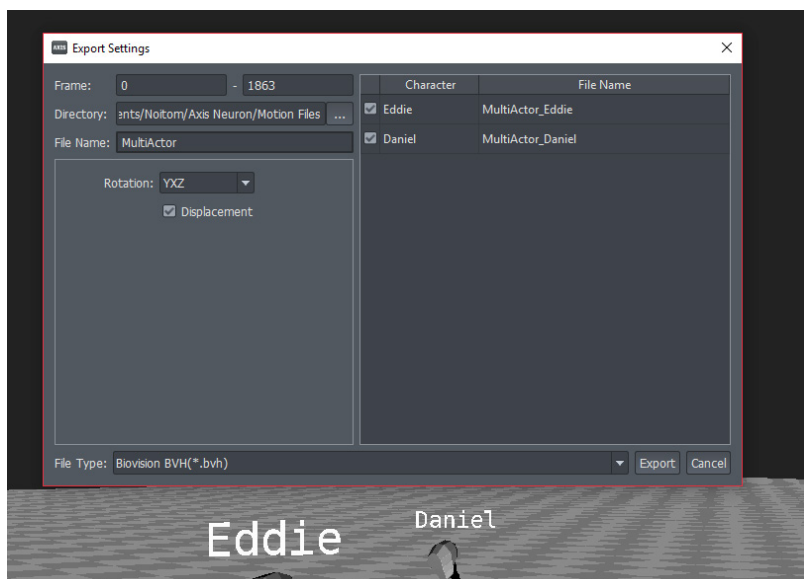 AXIS Export Settings
Frame: 0 - 1863
Directory: ents/Noitom/Axis Neuron/Motion Files ...
File Name: MultiActor
Rotation: YXZ
Displacement
Character File Name
Eddie MultiActor_Eddie
Daniel MultiActor_Daniel
File Type: Biovision BVH(*.bvh) Export Cancel
Eddie
Daniel